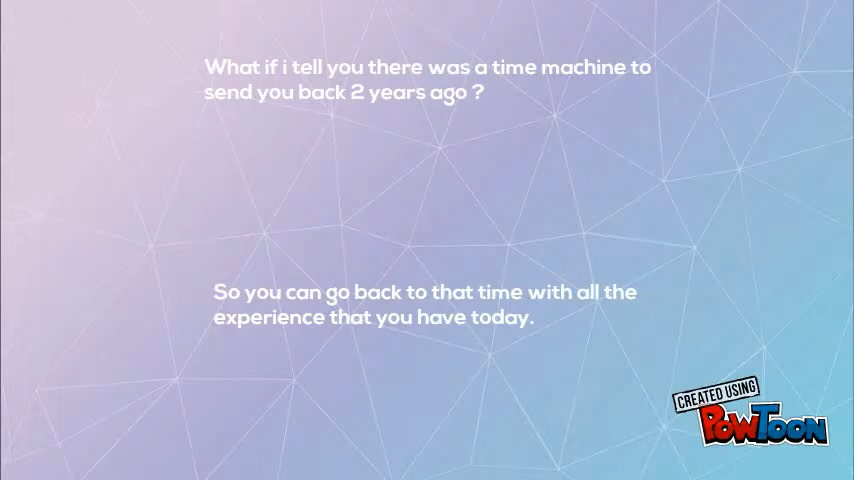 What if i tell you there was a time machine to
send you back 2 years ago ?
So you can go back to that time with all the
experience that you have today.
CREATED USING
POWTOON